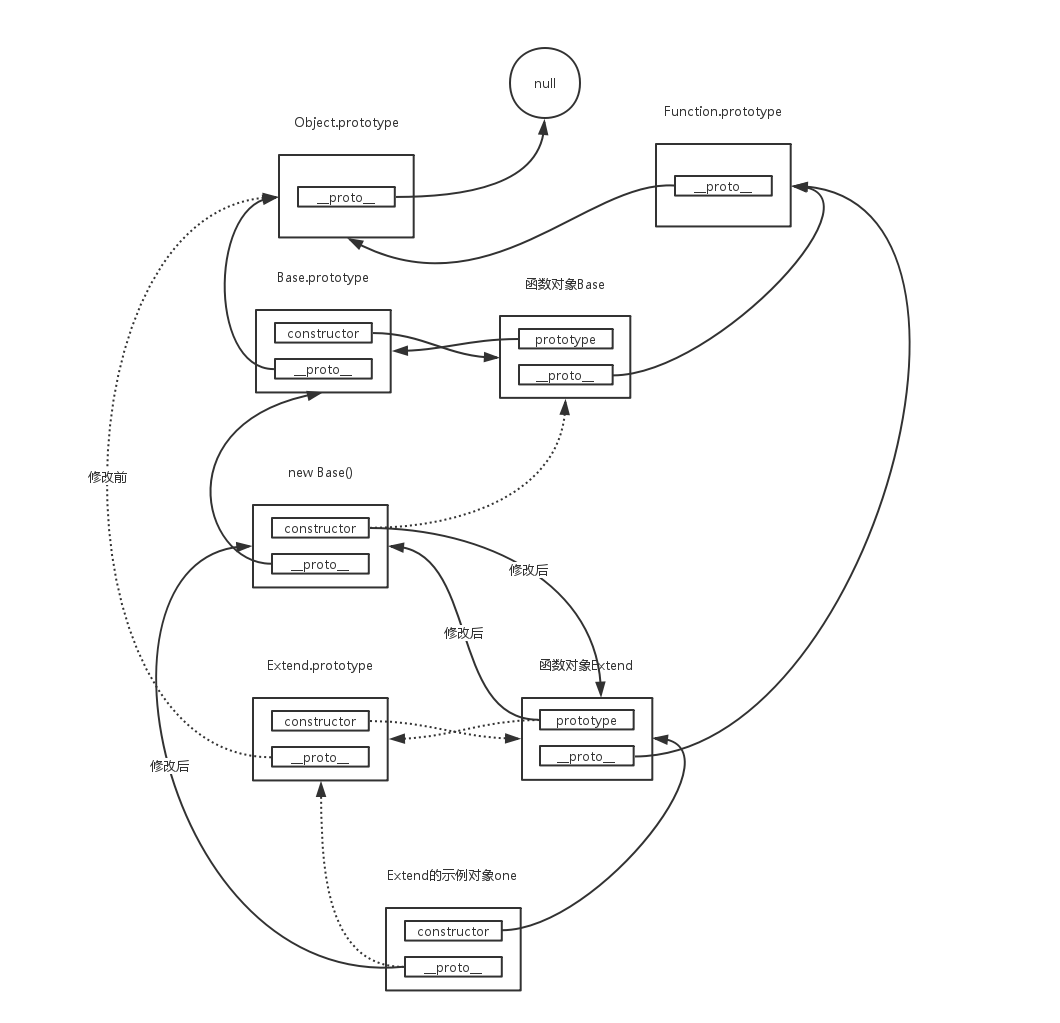 null
Function.prototype
Object.prototype
__proto__
__proto__
Base.prototype
函数对象Base
constructor
prototype
__proto__
__proto__
new Base()
修改前
constructor
__proto__
修改后
修改后
Extend.prototype
函数对象Extend
constructor
prototype
__proto__
__proto__
修改后
Extend的示例对象one
constructor
__proto__